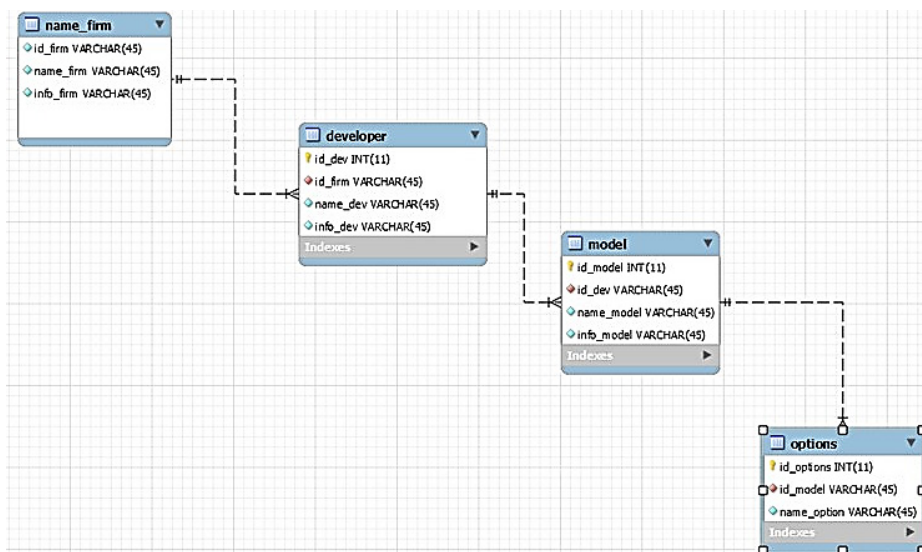 name_firm
id_firm VARCHAR(45)
name_firm VARCHAR(45)
info_firm VARCHAR(45)
developer
id_dev INT(11)
id_firm VARCHAR(45)
name_dev VARCHAR(45)
info_dev VARCHAR(45)
Indexes
model
id_model INT(11)
id_dev VARCHAR(45)
name_model VARCHAR(45)
info_model VARCHAR(45)
Indexes
options
id_options INT(11)
id_model VARCHAR(45)
name_option VARCHAR(45)
Indexes